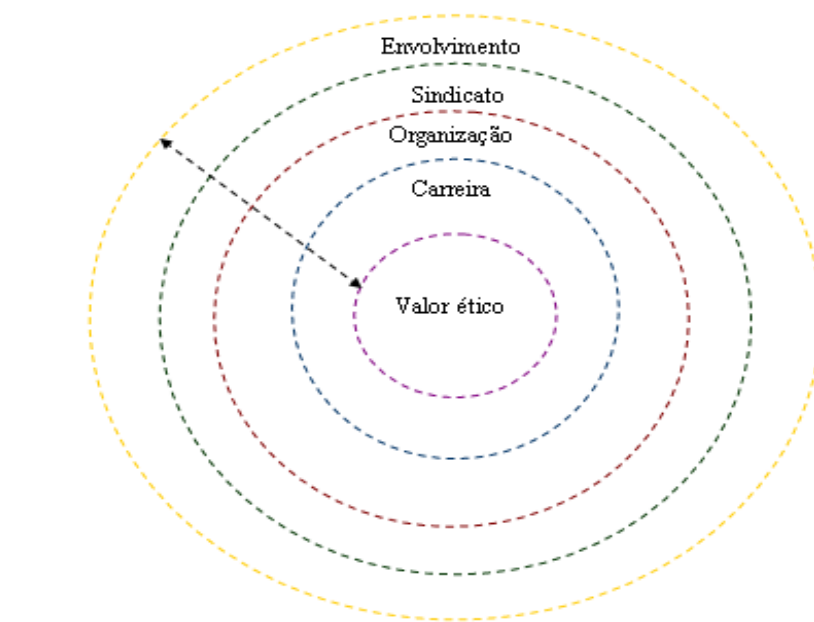 Envolvimento
Sindicato
Organização
Carreira
Valor ético